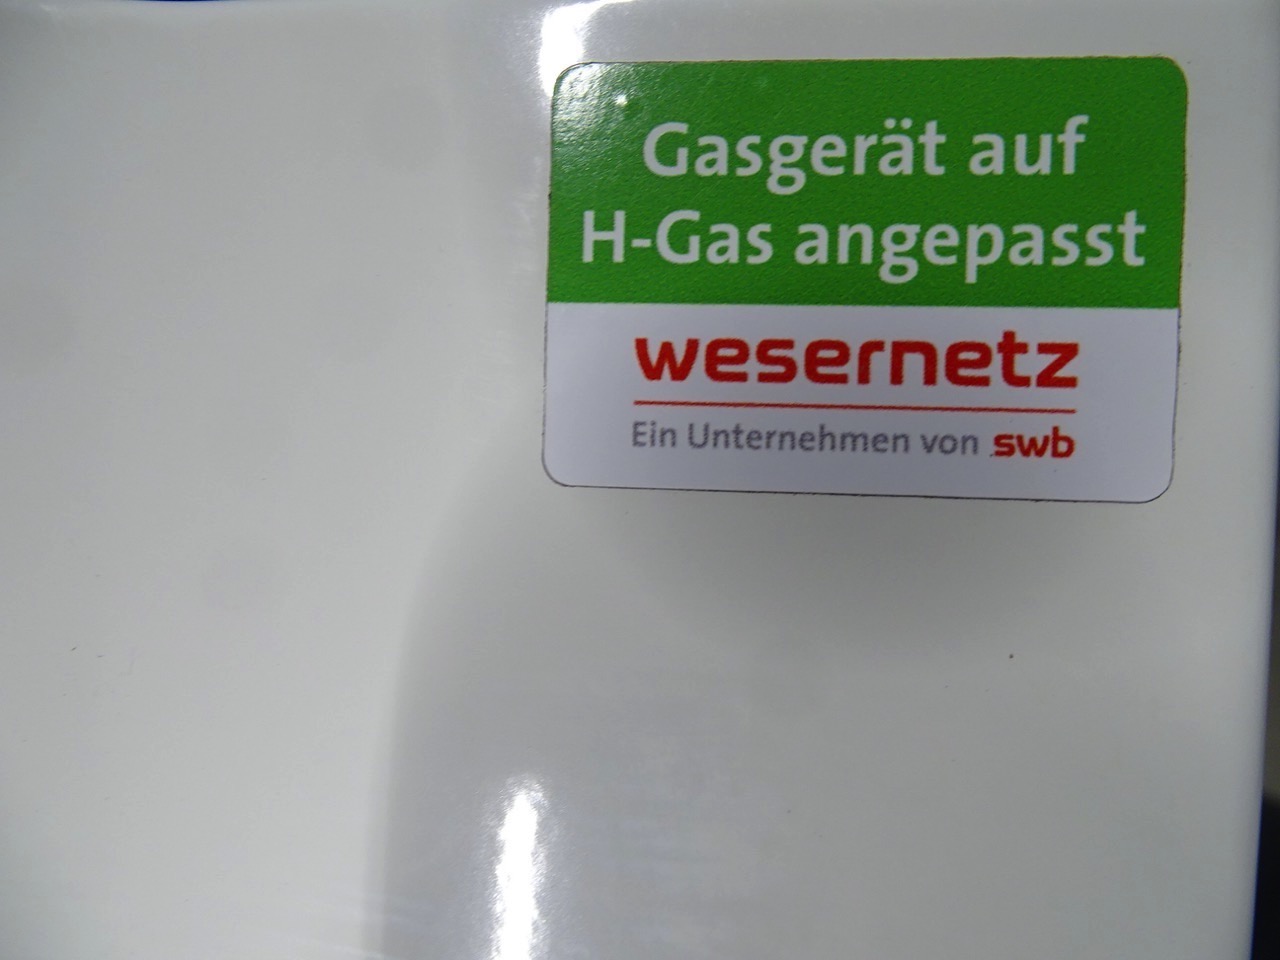 Gasgerät auf
H-Gas angepasst
wesernetz
Ein Unternehmen von swb